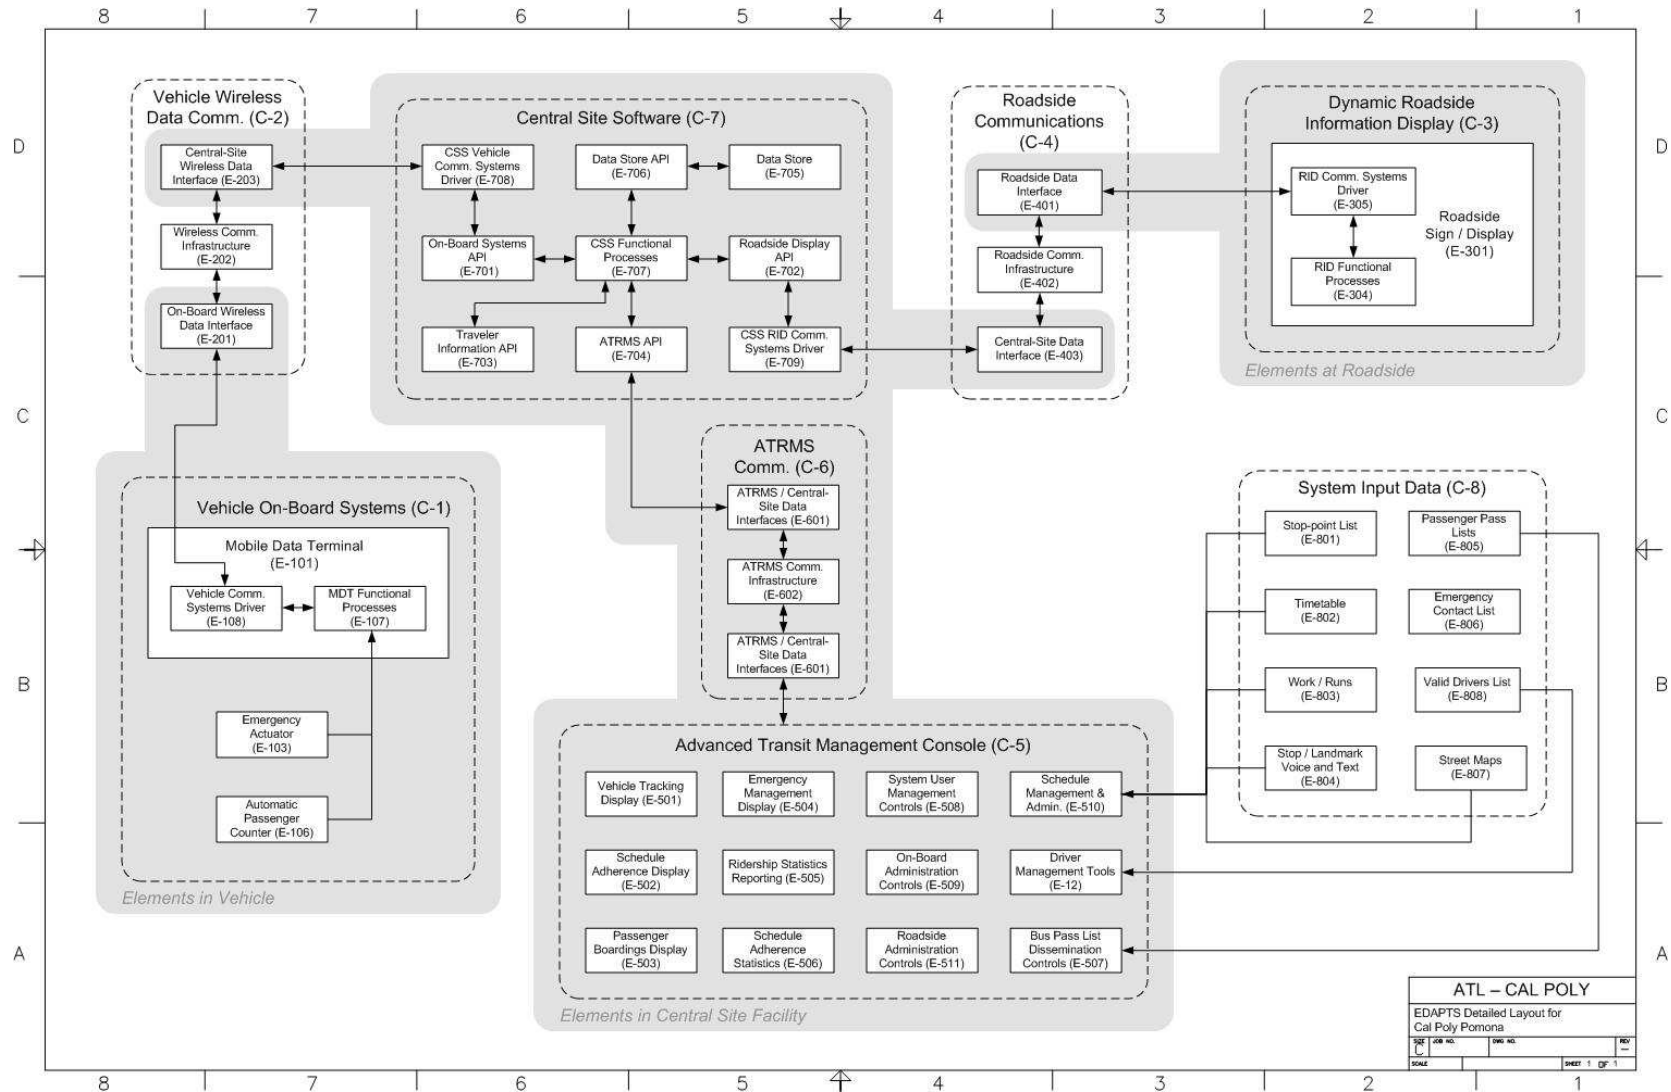 8 7 6 5 4 3 2 1
D
C
B
A
Vehicle Wireless
Data Comm. (C-2)
Central-Site
Wireless Data
Interface (E-203)
Wireless Comm.
Infrastructure
(E-202)
On-Board Wireless
Data Interface
(E-201)
Central Site Software (C-7)
CSS Vehicle
Comm. Systems
Driver (E-708)
Data Store API
(E-706)
Data Store
(E-705)
On-Board Systems
API
(E-701)
CSS Functional
Processes
(E-707)
Roadside Display
API
(E-702)
Traveler
Information API
(E-703)
ATRMS API
(E-704)
CSS RID Comm.
Systems Driver
(E-709)
Roadside
Communications
(C-4)
Roadside Data
Interface
(E-401)
Roadside Comm.
Infrastructure
(E-402)
Central-Site Data
Interface (E-403)
Dynamic Roadside
Information Display (C-3)
RID Comm. Systems
Driver
(E-305)
Roadside
Sign / Display
(E-301)
RID Functional
Processes
(E-304)
Elements at Roadside
ATRMS
Comm. (C-6)
ATRMS / Central-
Site Data
Interfaces (E-601)
ATRMS Comm.
Infrastructure
(E-602)
ATRMS / Central-
Site Data
Interfaces (E-601)
Vehicle On-Board Systems (C-1)
Mobile Data Terminal
(E-101)
Vehicle Comm.
Systems Driver
(E-108)
MDT Functional
Processes
(E-107)
Emergency
Actuator
(E-103)
Automatic
Passenger
Counter (E-106)
Elements in Vehicle
System Input Data (C-8)
Stop-point List
(E-801)
Passenger Pass
Lists
(E-805)
Timetable
(E-802)
Emergency
Contact List
(E-806)
Work / Runs
(E-803)
Valid Drivers List
(E-808)
Stop / Landmark
Voice and Text
(E-804)
Street Maps
(E-807)
Advanced Transit Management Console (C-5)
Vehicle Tracking
Display (E-501)
Emergency
Management
Display (E-504)
System User
Management
Controls (E-508)
Schedule
Management &
Admin. (E-510)
Schedule
Adherence Display
(E-502)
Ridership Statistics
Reporting (E-505)
On-Board
Administration
Controls (E-509)
Driver
Management Tools
(E-12)
Passenger
Boardings Display
(E-503)
Schedule
Adherence
Statistics (E-506)
Roadside
Administration
Controls (E-511)
Bus Pass List
Dissemination
Controls (E-507)
Elements in Central Site Facility
D
C
B
A
ATL – CAL POLY
EDAPTS Detailed Layout for
Cal Poly Pomona
SIZE JOB NO. DWG NO. REV
C –
SCALE SHEET 1 OF 1
8 7 6 5 4 3 2 1